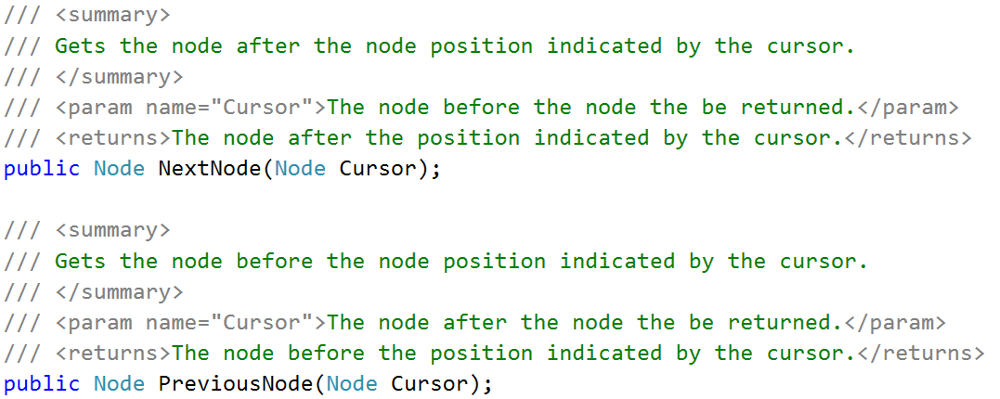 /// <summary>
/// Gets the node after the node position indicated by the cursor.
/// </summary>
/// <param name="Cursor">The node before the node the be returned.</param>
/// <returns>The node after the position indicated by the cursor.</returns>
public Node NextNode(Node Cursor);

/// <summary>
/// Gets the node before the node position indicated by the cursor.
/// </summary>
/// <param name="Cursor">The node after the node the be returned.</param>
/// <returns>The node before the position indicated by the cursor.</returns>
public Node PreviousNode(Node Cursor);